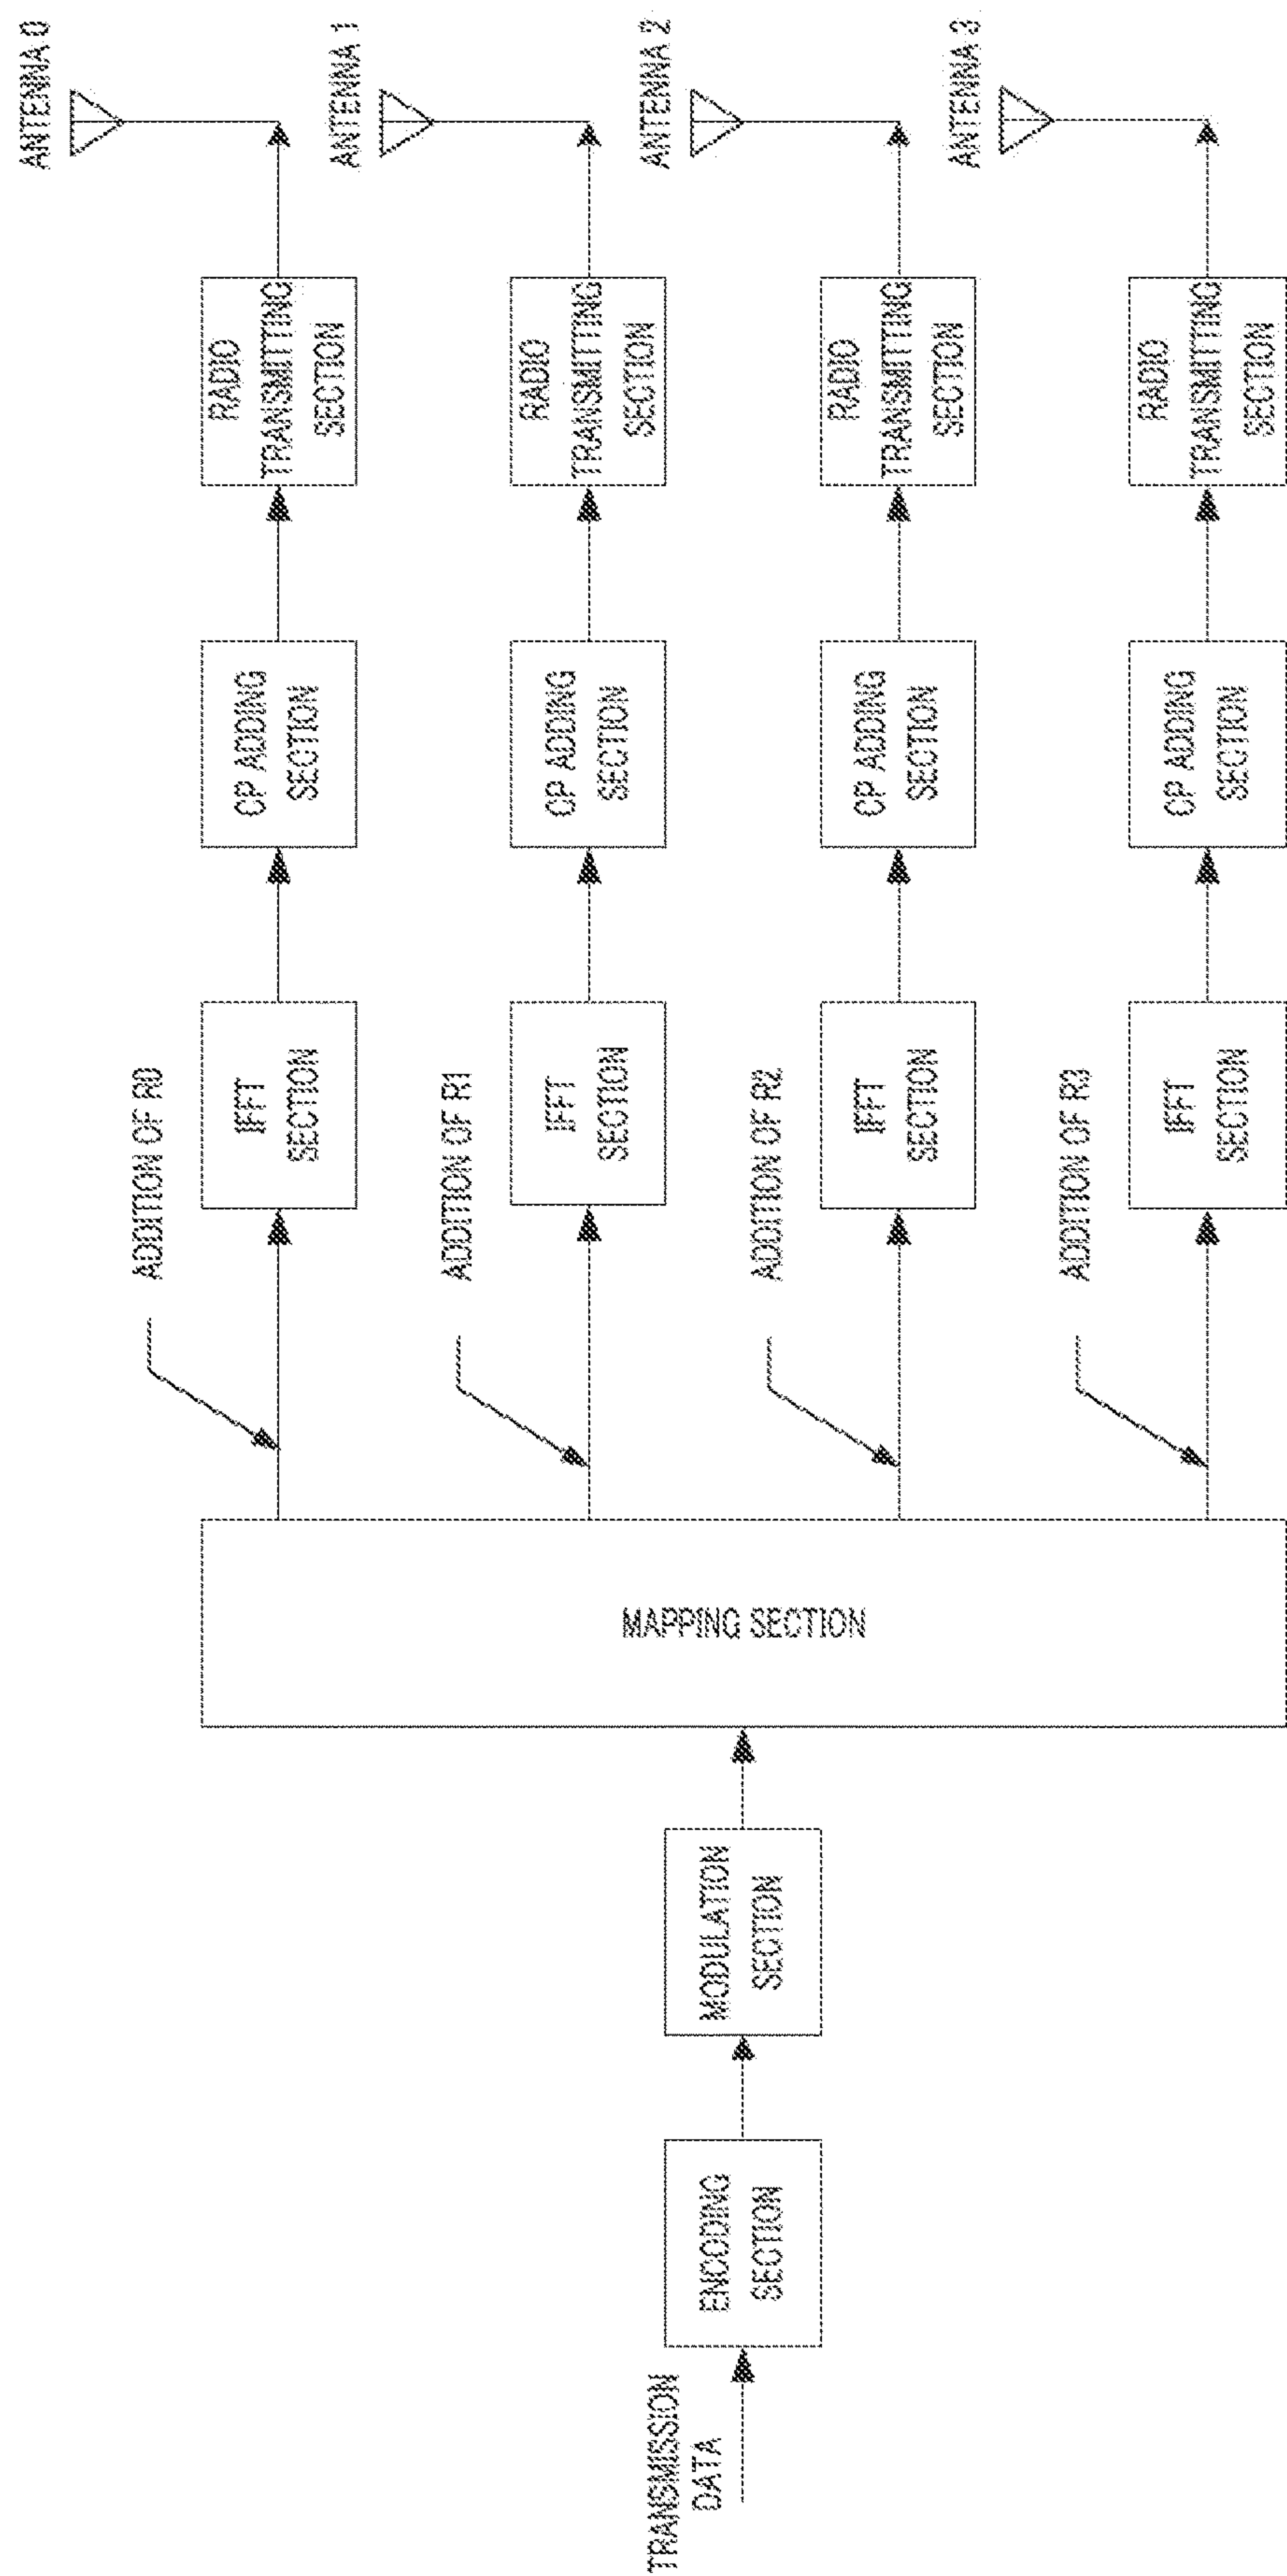 TRANSMISSION
DATA
ENCODING
SECTION
MODULATION
SECTION
MAPPING SECTION
ADDITION OF R0
IFFT
SECTION
CP ADDING
SECTION
RADIO
TRANSMITTING
SECTION
ANTENNA 0
ADDITION OF R1
IFFT
SECTION
CP ADDING
SECTION
RADIO
TRANSMITTING
SECTION
ANTENNA 1
ADDITION OF R2
IFFT
SECTION
CP ADDING
SECTION
RADIO
TRANSMITTING
SECTION
ANTENNA 2
ADDITION OF R3
IFFT
SECTION
CP ADDING
SECTION
RADIO
TRANSMITTING
SECTION
ANTENNA 3